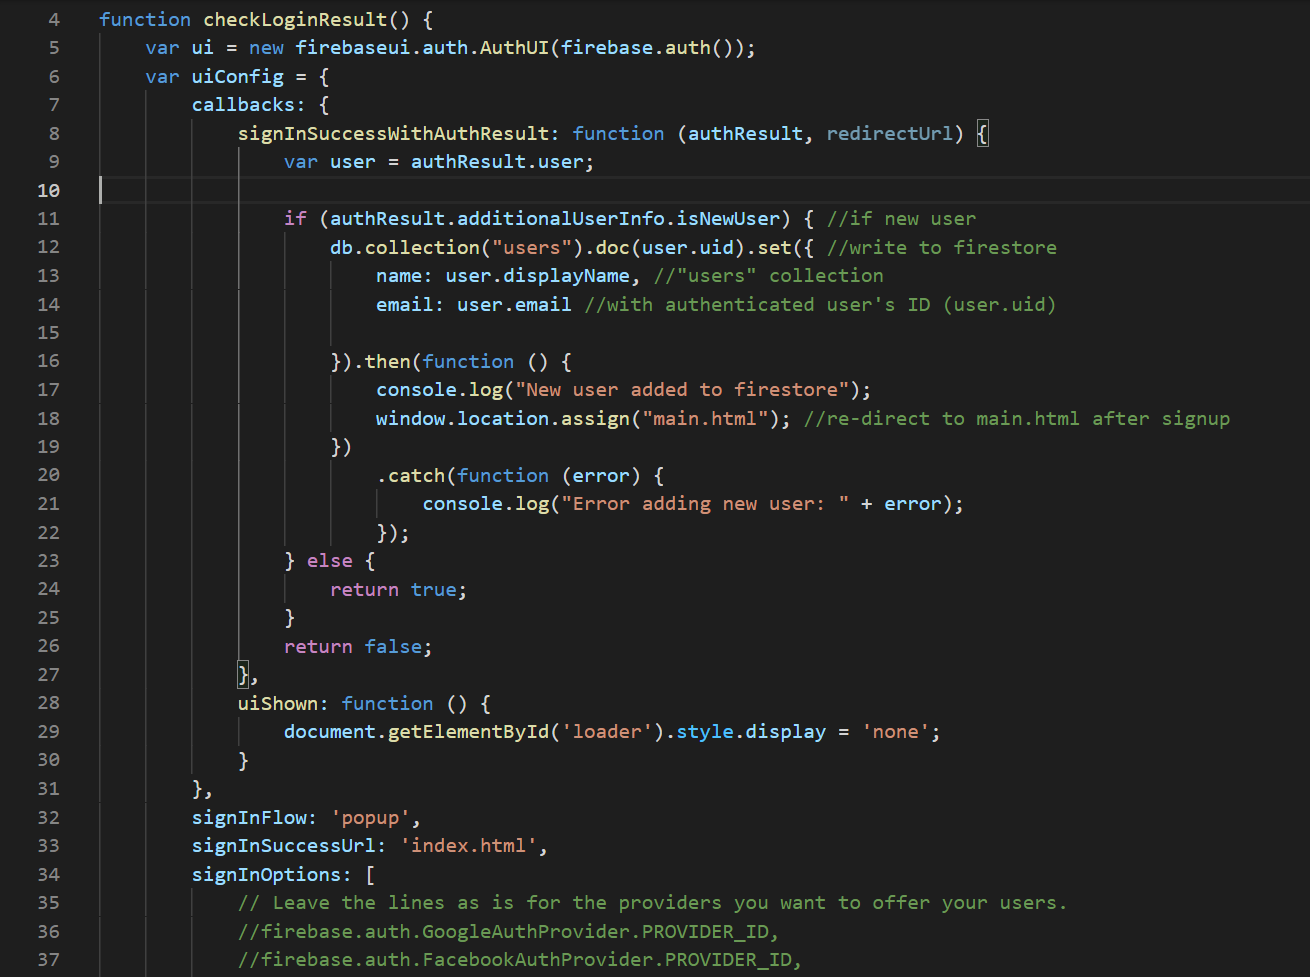 4 function checkLoginResult() {
5 var ui = new firebaseui.auth.AuthUI(firebase.auth());
6 var uiConfig = {
7 callbacks: {
8 signInSuccessWithAuthResult: function (authResult, redirectUrl) {
9 var user = authResult.user;
10
11 if (authResult.additionalUserInfo.isNewUser) { //if new user
12 db.collection("users").doc(user.uid).set({ //write to firestore
13 name: user.displayName, //"users" collection
14 email: user.email //with authenticated user's ID (user.uid)
15
16 }).then(function () {
17 console.log("New user added to firestore");
18 window.location.assign("main.html"); //re-direct to main.html after signup
19 })
20 .catch(function (error) {
21 console.log("Error adding new user: " + error);
22 });
23 } else {
24 return true;
25 }
26 return false;
27 },
28 uiShown: function () {
29 document.getElementById('loader').style.display = 'none';
30 }
31 },
32 signInFlow: 'popup',
33 signInSuccessUrl: 'index.html',
34 signInOptions: [
35 // Leave the lines as is for the providers you want to offer your users.
36 //firebase.auth.GoogleAuthProvider.PROVIDER_ID,
37 //firebase.auth.FacebookAuthProvider.PROVIDER_ID,